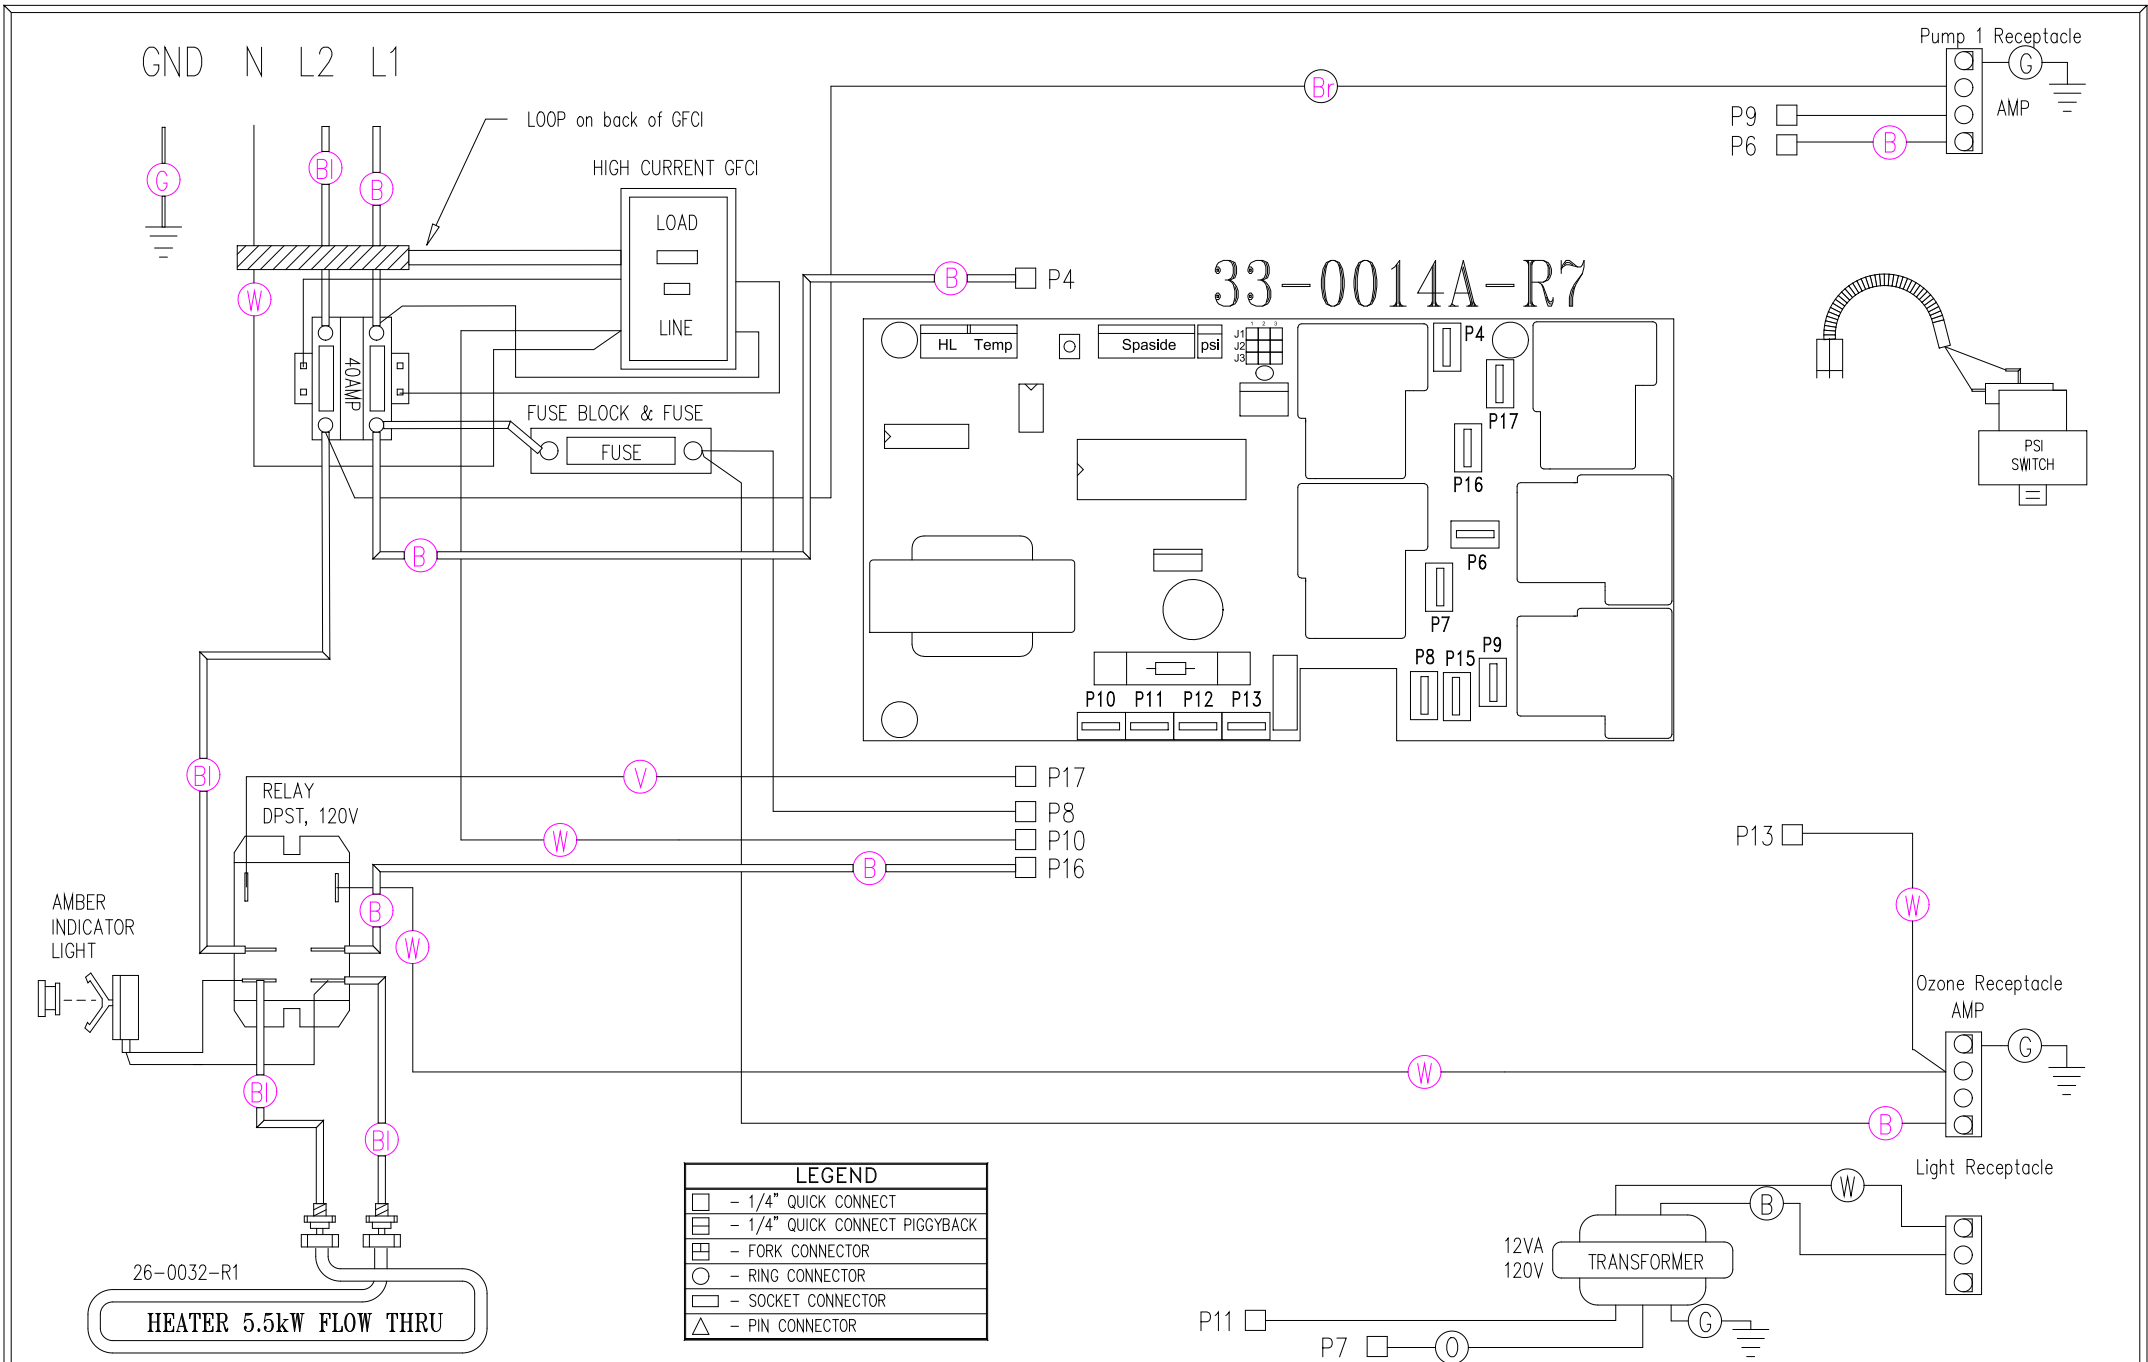 GND N L2 L1
LOOP on back of GFCI
HIGH CURRENT GFCI
LOAD
LINE
G
Bl
B
W
40AMP
FUSE BLOCK & FUSE
FUSE
B
Br
Pump 1 Receptacle
G
AMP
P9
P6
B
B
P4
33-0014A-R7
HL Temp
Spaside
psi
1 2 3
J1
J2
J3
P4
P17
P16
P6
P7
P8 P15 P9
P10 P11 P12 P13
PSI
SWITCH
Bl
RELAY
DPST, 120V
V
P17
P8
W
P10
B
P16
B
W
AMBER
INDICATOR
LIGHT
Bl
Bl
P13
W
Ozone Receptacle
AMP
G
W
B
26-0032-R1
HEATER 5.5kW FLOW THRU
LEGEND
- 1/4" QUICK CONNECT
- 1/4" QUICK CONNECT PIGGYBACK
- FORK CONNECTOR
- RING CONNECTOR
- SOCKET CONNECTOR
- PIN CONNECTOR
Light Receptacle
W
B
12VA
120V
TRANSFORMER
G
P11
P7
O